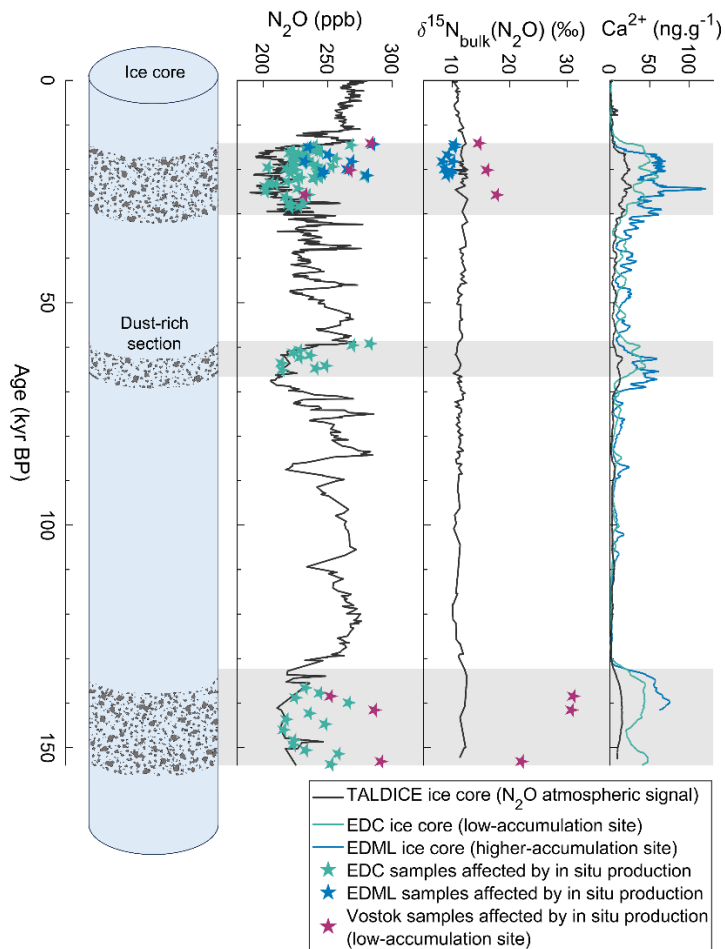 N₂O (ppb)
δ¹⁵N_bulk(N₂O) (‰)
Ca²⁺ (ng.g⁻¹)
200
250
300
10
20
30
0
50
100
0
50
100
150
Age (kyr BP)
Ice core
Dust-rich
section
TALDICE ice core (N₂O atmospheric signal)
EDC ice core (low-accumulation site)
EDML ice core (higher-accumulation site)
EDC samples affected by in situ production
EDML samples affected by in situ production
Vostok samples affected by in situ production
(low-accumulation site)